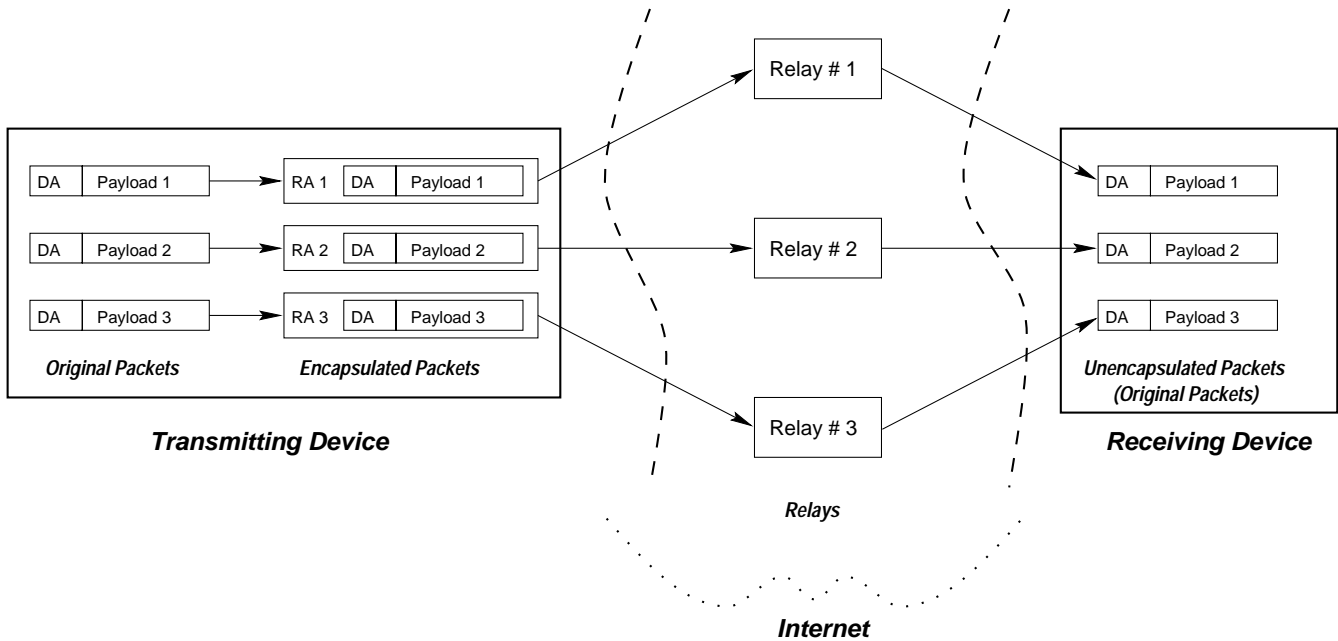 Relay # 1
DA Payload 1
RA 1 DA Payload 1
DA Payload 1
DA Payload 2
RA 2 DA Payload 2
Relay # 2
DA Payload 2
DA Payload 3
RA 3 DA Payload 3
DA Payload 3
Original Packets
Encapsulated Packets
Unencapsulated Packets
(Original Packets)
Relay # 3
Transmitting Device
Receiving Device
Relays
Internet